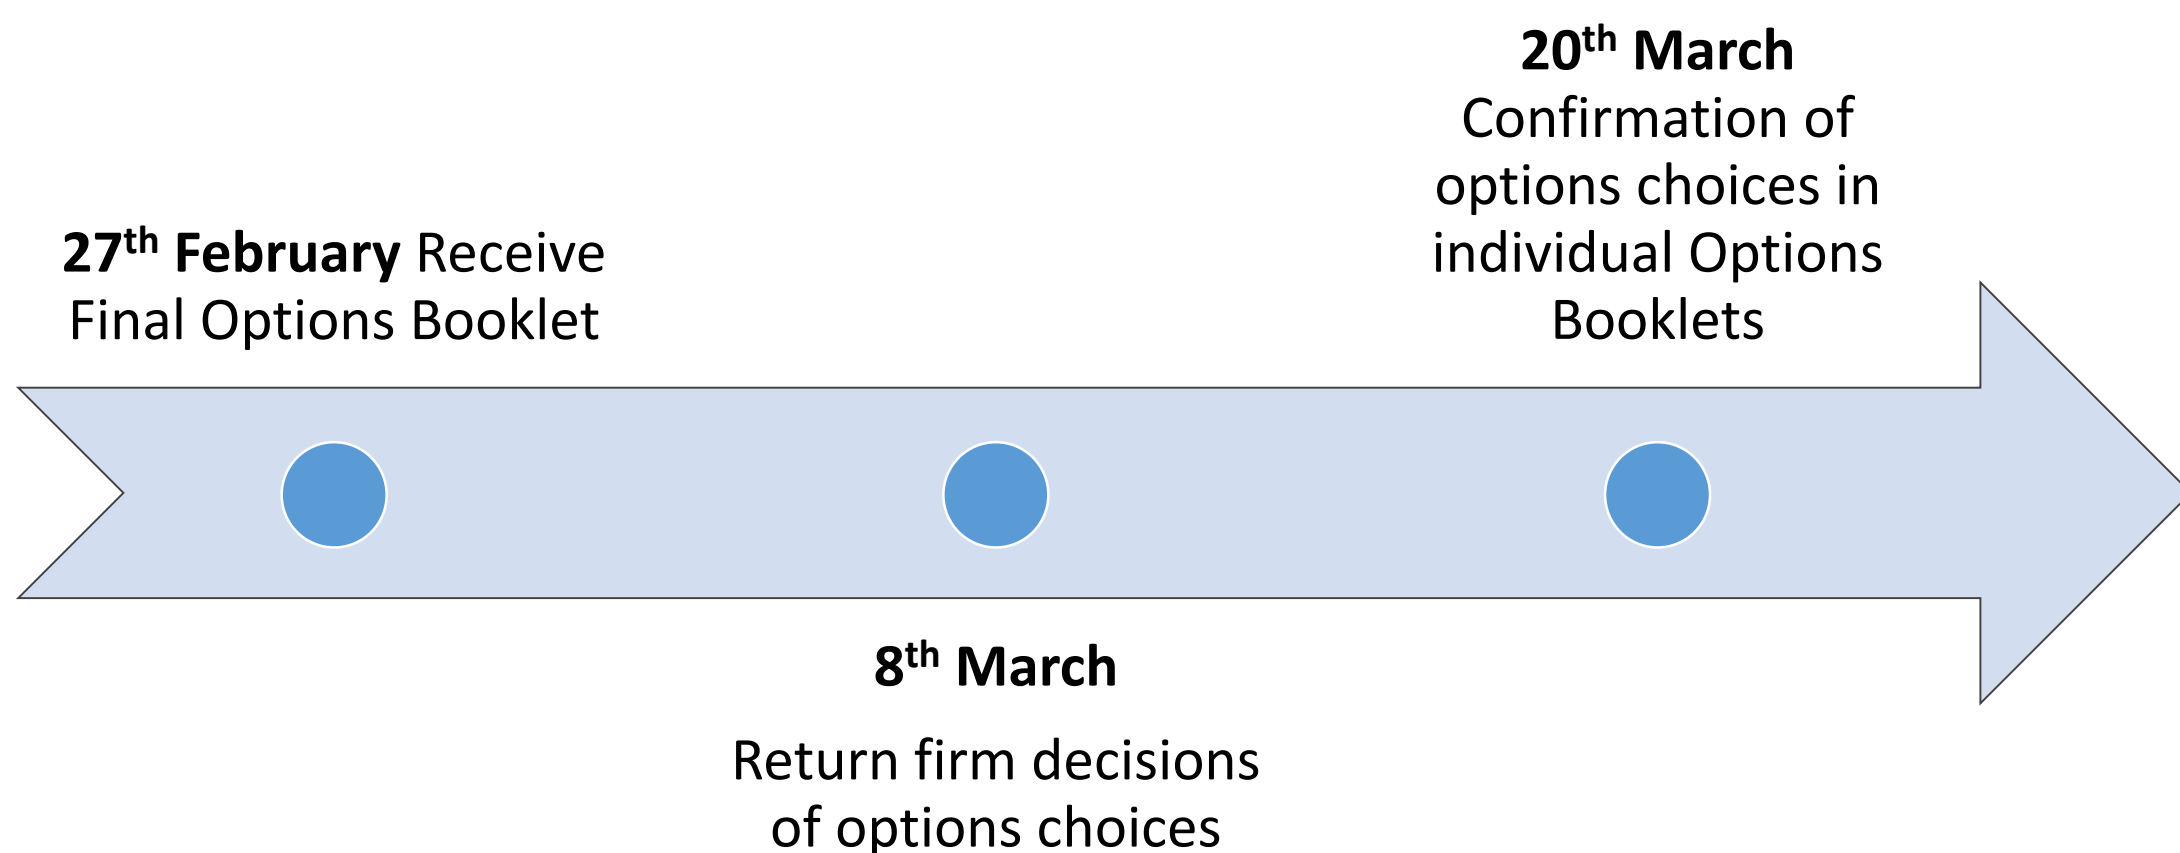 27th February Receive
Final Options Booklet
8th March
Return firm decisions
of options choices
20th March
Confirmation of
options choices in
individual Options
Booklets